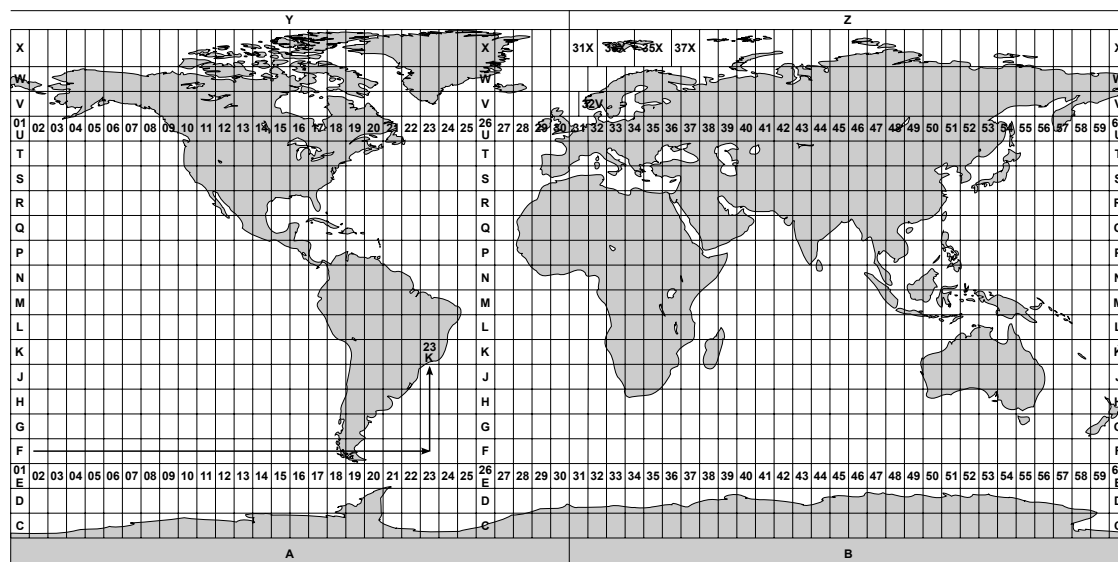 Y Z
X X 31X 33X 35X 37X X
W W W
V V 32V V
01 02 03 04 05 06 07 08 09 10 11 12 13 14 15 16 17 18 19 20 21 22 23 24 25 26 27 28 29 30 31 32 33 34 35 36 37 38 39 40 41 42 43 44 45 46 47 48 49 50 51 52 53 54 55 56 57 58 59 6
U U U
T T T
S S S
R R R
Q Q Q
P P P
N N N
M M M
L L L
23
K K K K
J J J
H H H
G G G
F F F
01 02 03 04 05 06 07 08 09 10 11 12 13 14 15 16 17 18 19 20 21 22 23 24 25 26 27 28 29 30 31 32 33 34 35 36 37 38 39 40 41 42 43 44 45 46 47 48 49 50 51 52 53 54 55 56 57 58 59 6
E E E
D D D
C C C
A B